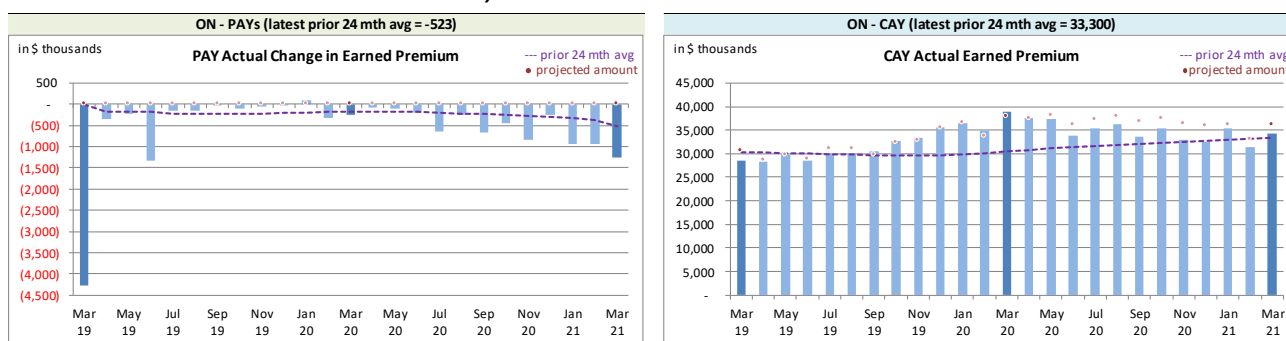 ON - PAYs (latest prior 24 mth avg = -523)
in $ thousands
PAY Actual Change in Earned Premium
--- prior 24 mth avg
• projected amount
500
-
(500)
(1,000)
(1,500)
(2,000)
(2,500)
(3,000)
(3,500)
(4,000)
(4,500)
Mar May Jul Sep Nov Jan Mar May Jul Sep Nov Jan Mar
19 19 19 19 19 20 20 20 20 20 20 21 21
ON - CAY (latest prior 24 mth avg = 33,300)
in $ thousands
CAY Actual Earned Premium
--- prior 24 mth avg
• projected amount
45,000
40,000
35,000
30,000
25,000
20,000
15,000
10,000
5,000
-
Mar May Jul Sep Nov Jan Mar May Jul Sep Nov Jan Mar
19 19 19 19 19 20 20 20 20 20 20 21 21